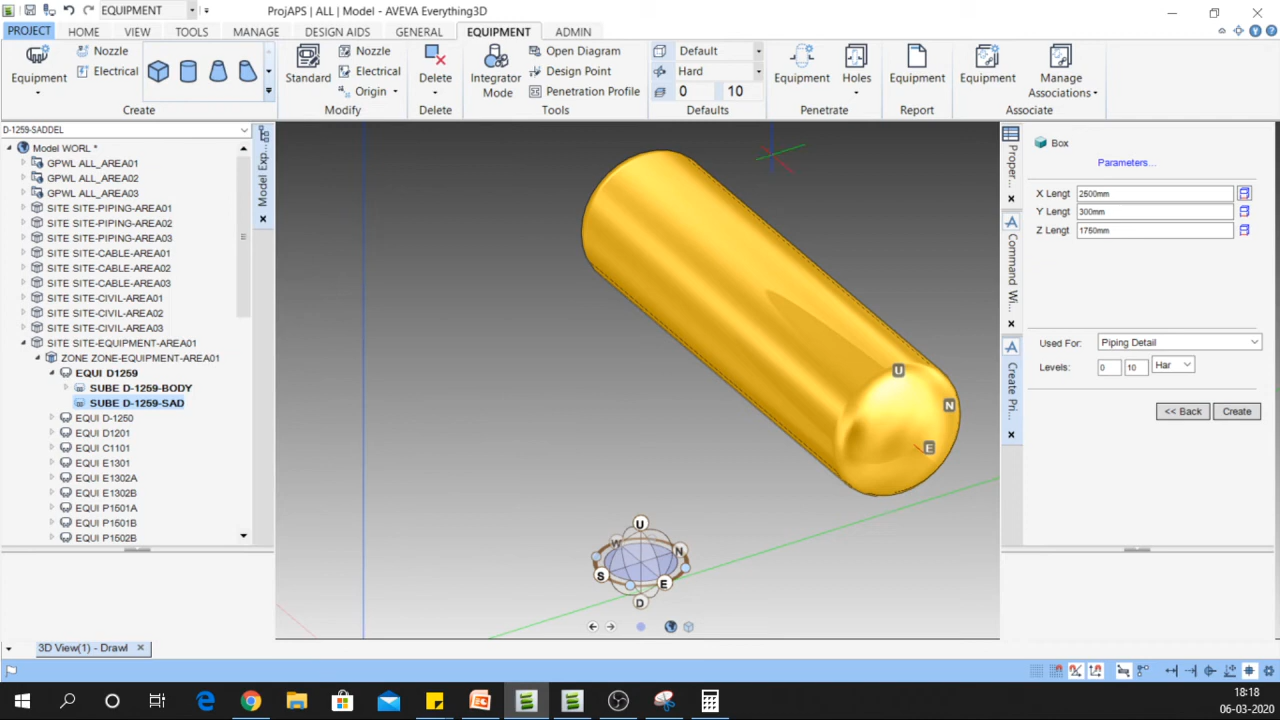 EQUIPMENT
ProjAPS | ALL | Model - AVEVA Everything3D
PROJECT HOME VIEW TOOLS MANAGE DESIGN AIDS GENERAL EQUIPMENT ADMIN
Equipment
Nozzle
Electrical
Create
Standard
Nozzle
Electrical
Origin
Modify
Delete
Delete
Integrator Mode
Open Diagram
Design Point
Penetration Profile
Tools
Default
Hard
0 10
Defaults
Equipment Holes
Penetrate
Equipment
Report
Equipment
Manage Associations
Associate
D-1259-SADDEL
Model WORL *
GPWL ALL_AREA01
GPWL ALL_AREA02
GPWL ALL_AREA03
SITE SITE-PIPING-AREA01
SITE SITE-PIPING-AREA02
SITE SITE-PIPING-AREA03
SITE SITE-CABLE-AREA01
SITE SITE-CABLE-AREA02
SITE SITE-CABLE-AREA03
SITE SITE-CIVIL-AREA01
SITE SITE-CIVIL-AREA02
SITE SITE-CIVIL-AREA03
SITE SITE-EQUIPMENT-AREA01
ZONE ZONE-EQUIPMENT-AREA01
EQUI D1259
SUBE D-1259-BODY
SUBE D-1259-SAD
EQUI D-1250
EQUI D1201
EQUI C1101
EQUI E1301
EQUI E1302A
EQUI E1302B
EQUI P1501A
EQUI P1501B
EQUI P1502B
Model Exp...
U
N
E
U
W
N
S
E
D
Proper...
Command Wi...
Create Pri...
Box
Parameters...
X Lengt 2500mm
Y Lengt 300mm
Z Lengt 1750mm
Used For: Piping Detail
Levels: 0 10 Har
<< Back Create
3D View(1) - Drawl
18:18
06-03-2020